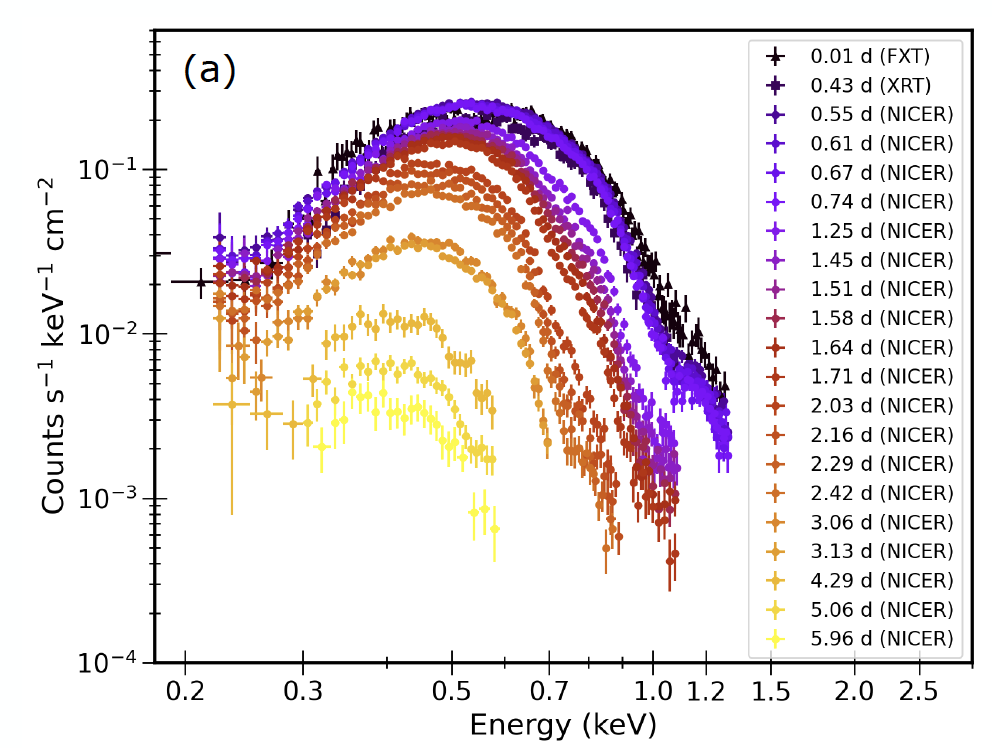 (a)
0.01 d (FXT)
0.43 d (XRT)
0.55 d (NICER)
0.61 d (NICER)
0.67 d (NICER)
0.74 d (NICER)
1.25 d (NICER)
1.45 d (NICER)
1.51 d (NICER)
1.58 d (NICER)
1.64 d (NICER)
1.71 d (NICER)
2.03 d (NICER)
2.16 d (NICER)
2.29 d (NICER)
2.42 d (NICER)
3.06 d (NICER)
3.13 d (NICER)
4.29 d (NICER)
5.06 d (NICER)
5.96 d (NICER)
Counts s⁻¹ keV⁻¹ cm⁻²
10⁻¹
10⁻²
10⁻³
10⁻⁴
0.2 0.3 0.5 0.7 1.0 1.2 1.5 2.0 2.5
Energy (keV)